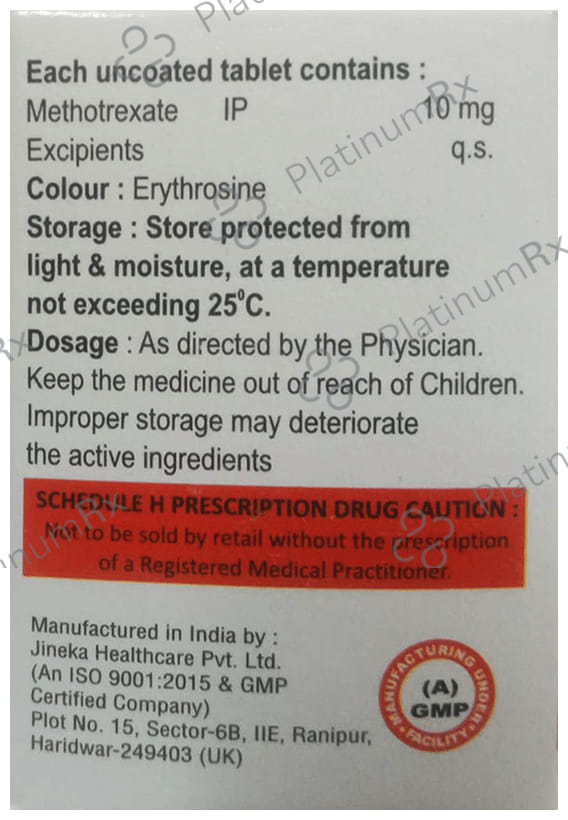 Each uncoated tablet contains :
Methotrexate IP 10 mg
Excipients q.s.
Colour : Erythrosine
Storage : Store protected from
light & moisture, at a temperature
not exceeding 25⁰C.
Dosage : As directed by the Physician.
Keep the medicine out of reach of Children.
Improper storage may deteriorate
the active ingredients
SCHEDULE H PRESCRIPTION DRUG CAUTION :
Not to be sold by retail without the prescription
of a Registered Medical Practitioner.
Manufactured in India by :
Jineka Healthcare Pvt. Ltd.
(An ISO 9001:2015 & GMP
Certified Company)
Plot No. 15, Sector-6B, IIE, Ranipur,
Haridwar-249403 (UK)
MANUFACTURING UNDER
(A)
GMP
FACILITY
PlatinumRx
PlatinumRx
Rx
inumRx
Platin